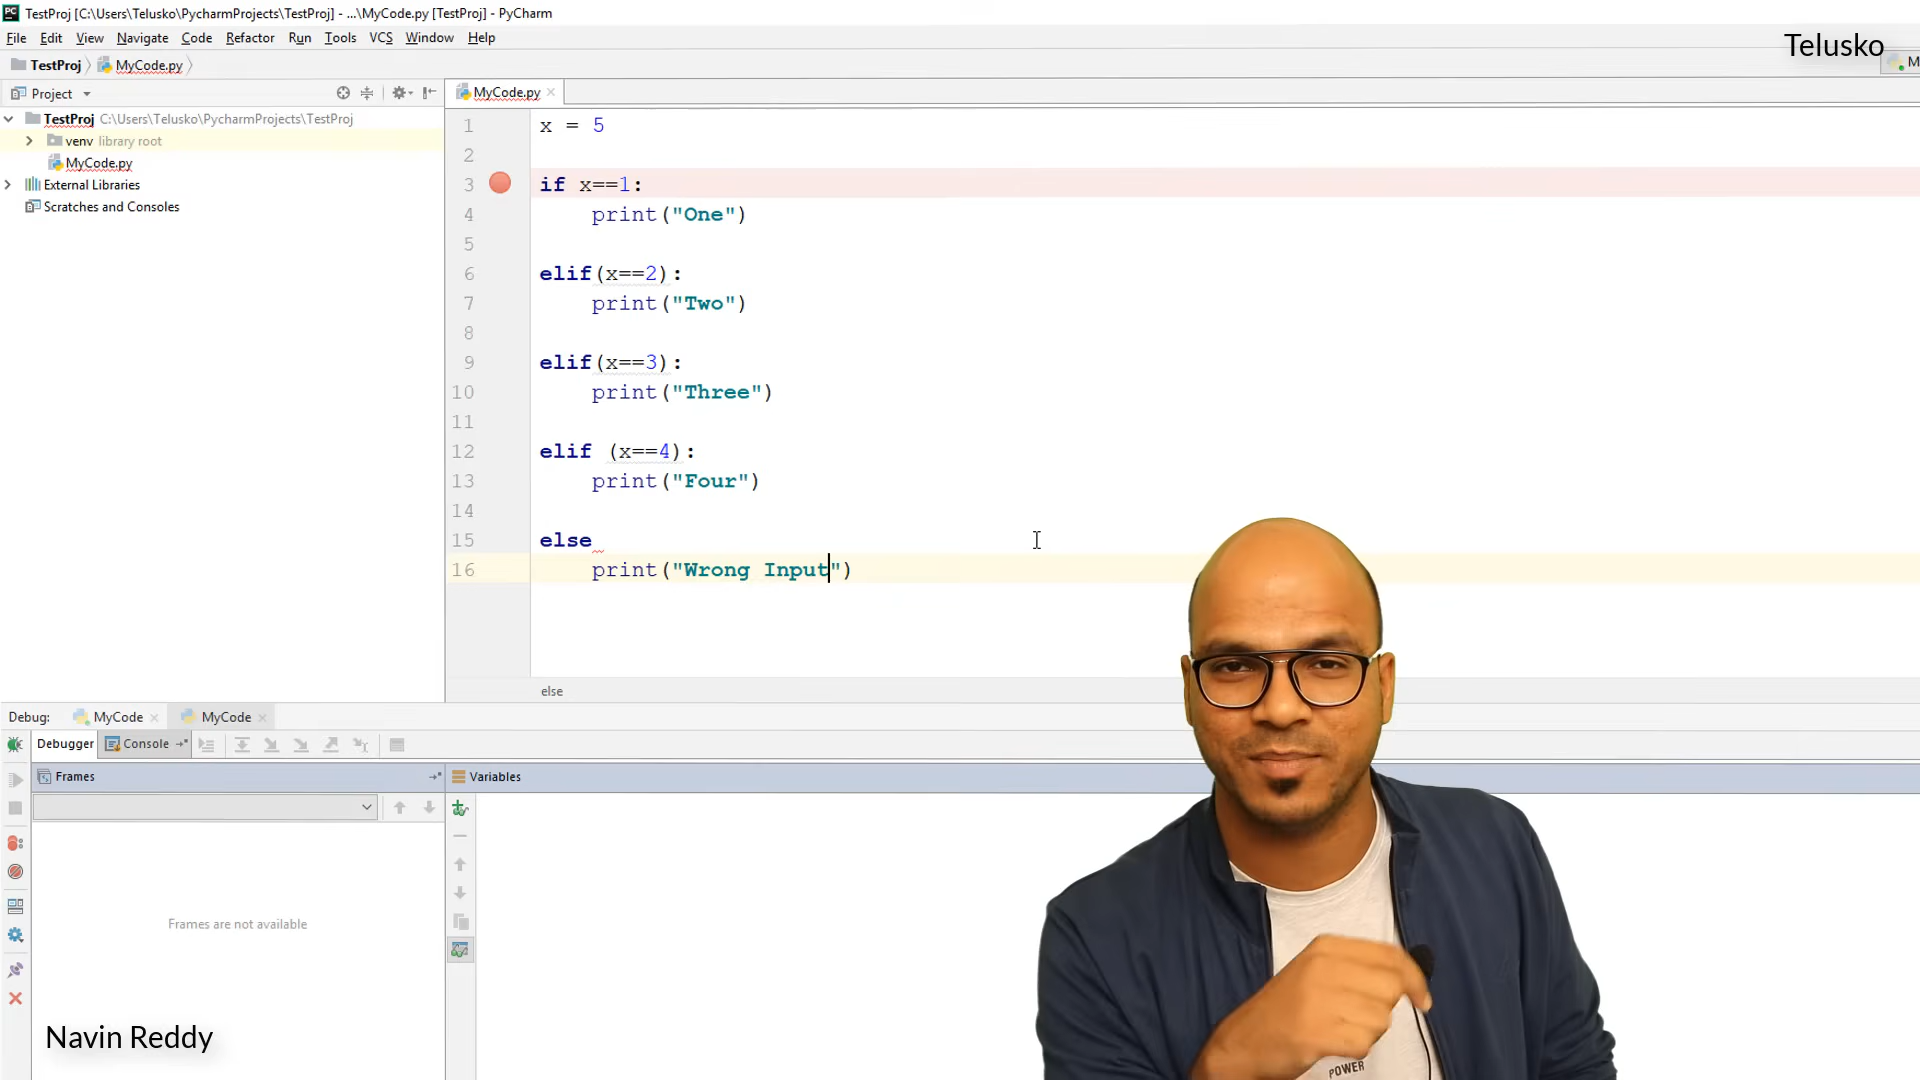 TestProj [C:\Users\Telusko\PycharmProjects\TestProj] - ...\MyCode.py [TestProj] - PyCharm
File Edit View Navigate Code Refactor Run Tools VCS Window Help
Telusko
TestProj MyCode.py
M
Project
MyCode.py
TestProj C:\Users\Telusko\PycharmProjects\TestProj
venv library root
MyCode.py
External Libraries
Scratches and Consoles
1 x = 5
2
3 if x==1:
4 print("One")
5
6 elif(x==2):
7 print("Two")
8
9 elif(x==3):
10 print("Three")
11
12 elif (x==4):
13 print("Four")
14
15 else
16 print("Wrong Input")
else
Debug: MyCode MyCode
Debugger Console
Frames
Variables
Frames are not available
Navin Reddy
POWER